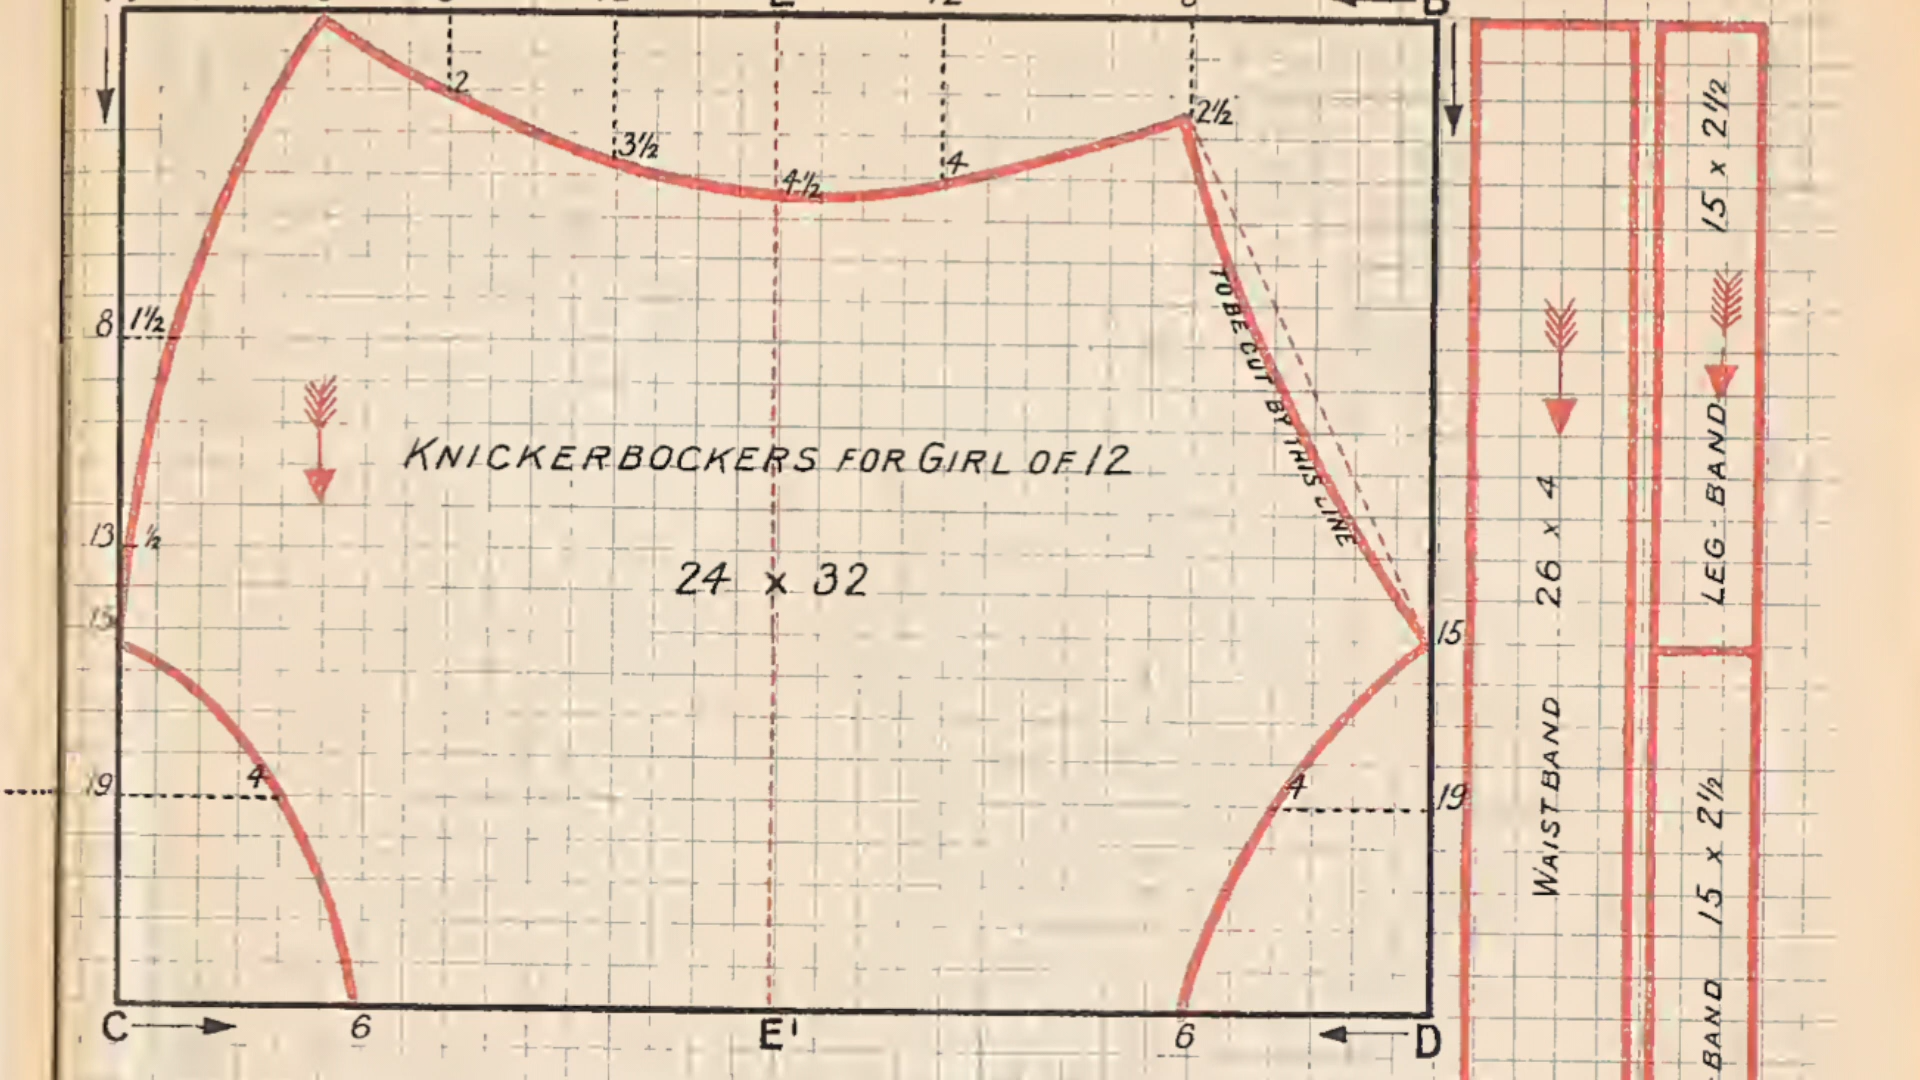 2
3½
4½
4
2½
8
1½
TO BE CUT BY THIS LINE
KNICKERBOCKERS FOR GIRL OF 12
13
½
24 x 32
15
15
19
4
4
19
C
6
E'
6
D
WAIST BAND 26 x 4
LEG BAND 15 x 2½
BAND 15 x 2½